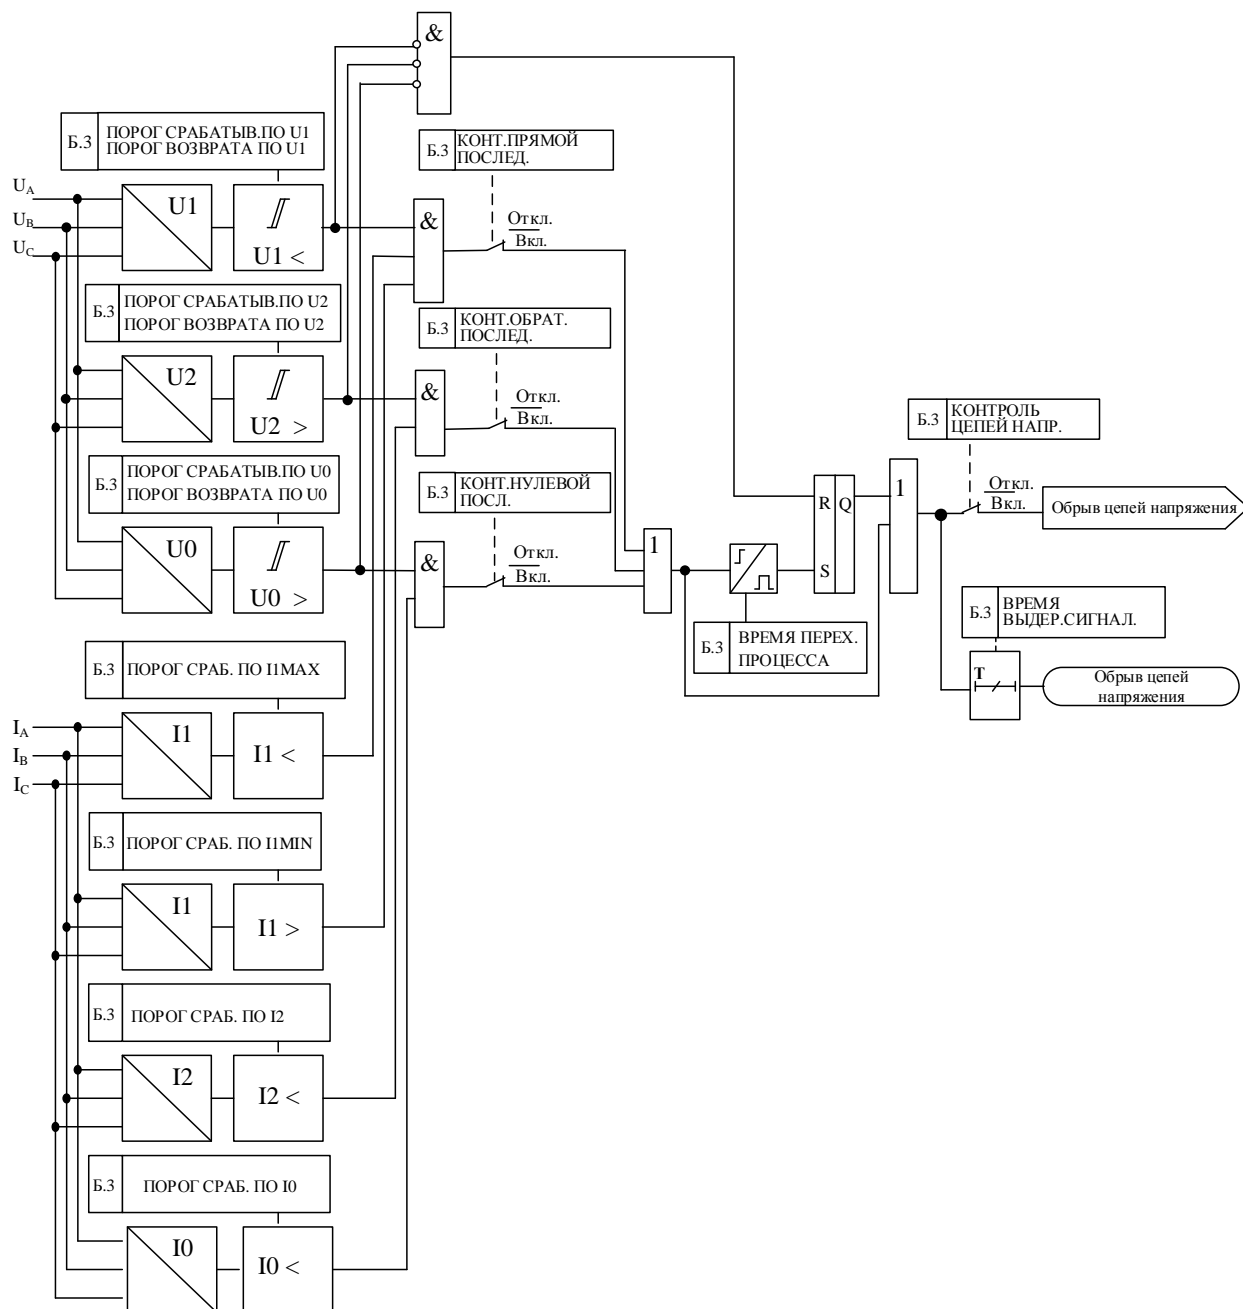 &
Б.3
ПОРОГ СРАБАТЫВ.ПО U1
ПОРОГ ВОЗВРАТА ПО U1
Б.3
КОНТ.ПРЯМОЙ
ПОСЛЕД.
UA
UB
UC
U1
U1 <
&
Откл.
Вкл.
Б.3
ПОРОГ СРАБАТЫВ.ПО U2
ПОРОГ ВОЗВРАТА ПО U2
Б.3
КОНТ.ОБРАТ.
ПОСЛЕД.
U2
U2 >
&
Откл.
Вкл.
Б.3
КОНТРОЛЬ
ЦЕПЕЙ НАПР.
Б.3
ПОРОГ СРАБАТЫВ.ПО U0
ПОРОГ ВОЗВРАТА ПО U0
Б.3
КОНТ.НУЛЕВОЙ
ПОСЛ.
R
Q
S
1
Откл.
Вкл.
Обрыв цепей напряжения
U0
U0 >
&
Откл.
Вкл.
1
Б.3
ВРЕМЯ ПЕРЕХ.
ПРОЦЕССА
Б.3
ВРЕМЯ
ВЫДЕР.СИГНАЛ.
T
Обрыв цепей
напряжения
Б.3
ПОРОГ СРАБ. ПО I1MAX
IA
IB
IC
I1
I1 <
Б.3
ПОРОГ СРАБ. ПО I1MIN
I1
I1 >
Б.3
ПОРОГ СРАБ. ПО I2
I2
I2 <
Б.3
ПОРОГ СРАБ. ПО I0
I0
I0 <